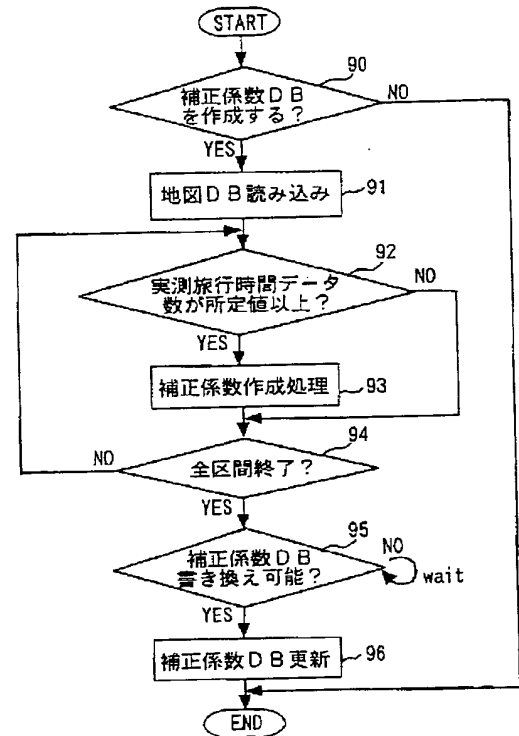 START
90
補正係数DB
を作成する?
NO
YES
地図DB読み込み
91
92
実測旅行時間データ
数が所定値以上?
NO
YES
補正係数作成処理
93
94
全区間終了?
NO
YES
95
補正係数DB
書き換え可能?
NO
wait
YES
補正係数DB更新
96
END